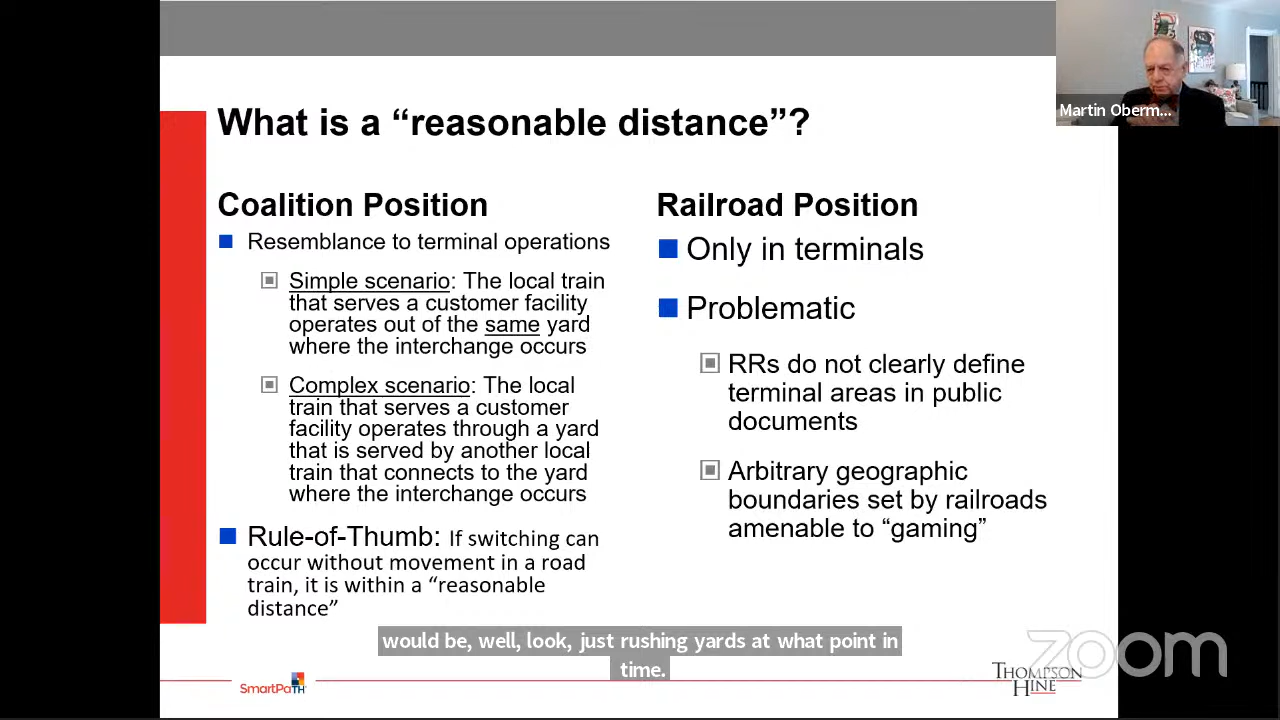 What is a “reasonable distance”?
Martin Oberm...
Coalition Position
Resemblance to terminal operations
Simple scenario: The local train
that serves a customer facility
operates out of the same yard
where the interchange occurs
Complex scenario: The local
train that serves a customer
facility operates through a yard
that is served by another local
train that connects to the yard
where the interchange occurs
Rule-of-Thumb: If switching can
occur without movement in a road
train, it is within a “reasonable
distance”
Railroad Position
Only in terminals
Problematic
RRs do not clearly define
terminal areas in public
documents
Arbitrary geographic
boundaries set by railroads
amenable to “gaming”
would be, well, look, just rushing yards at what point in
time.
SmartPaTH
THOMPSON
HINE
zoom